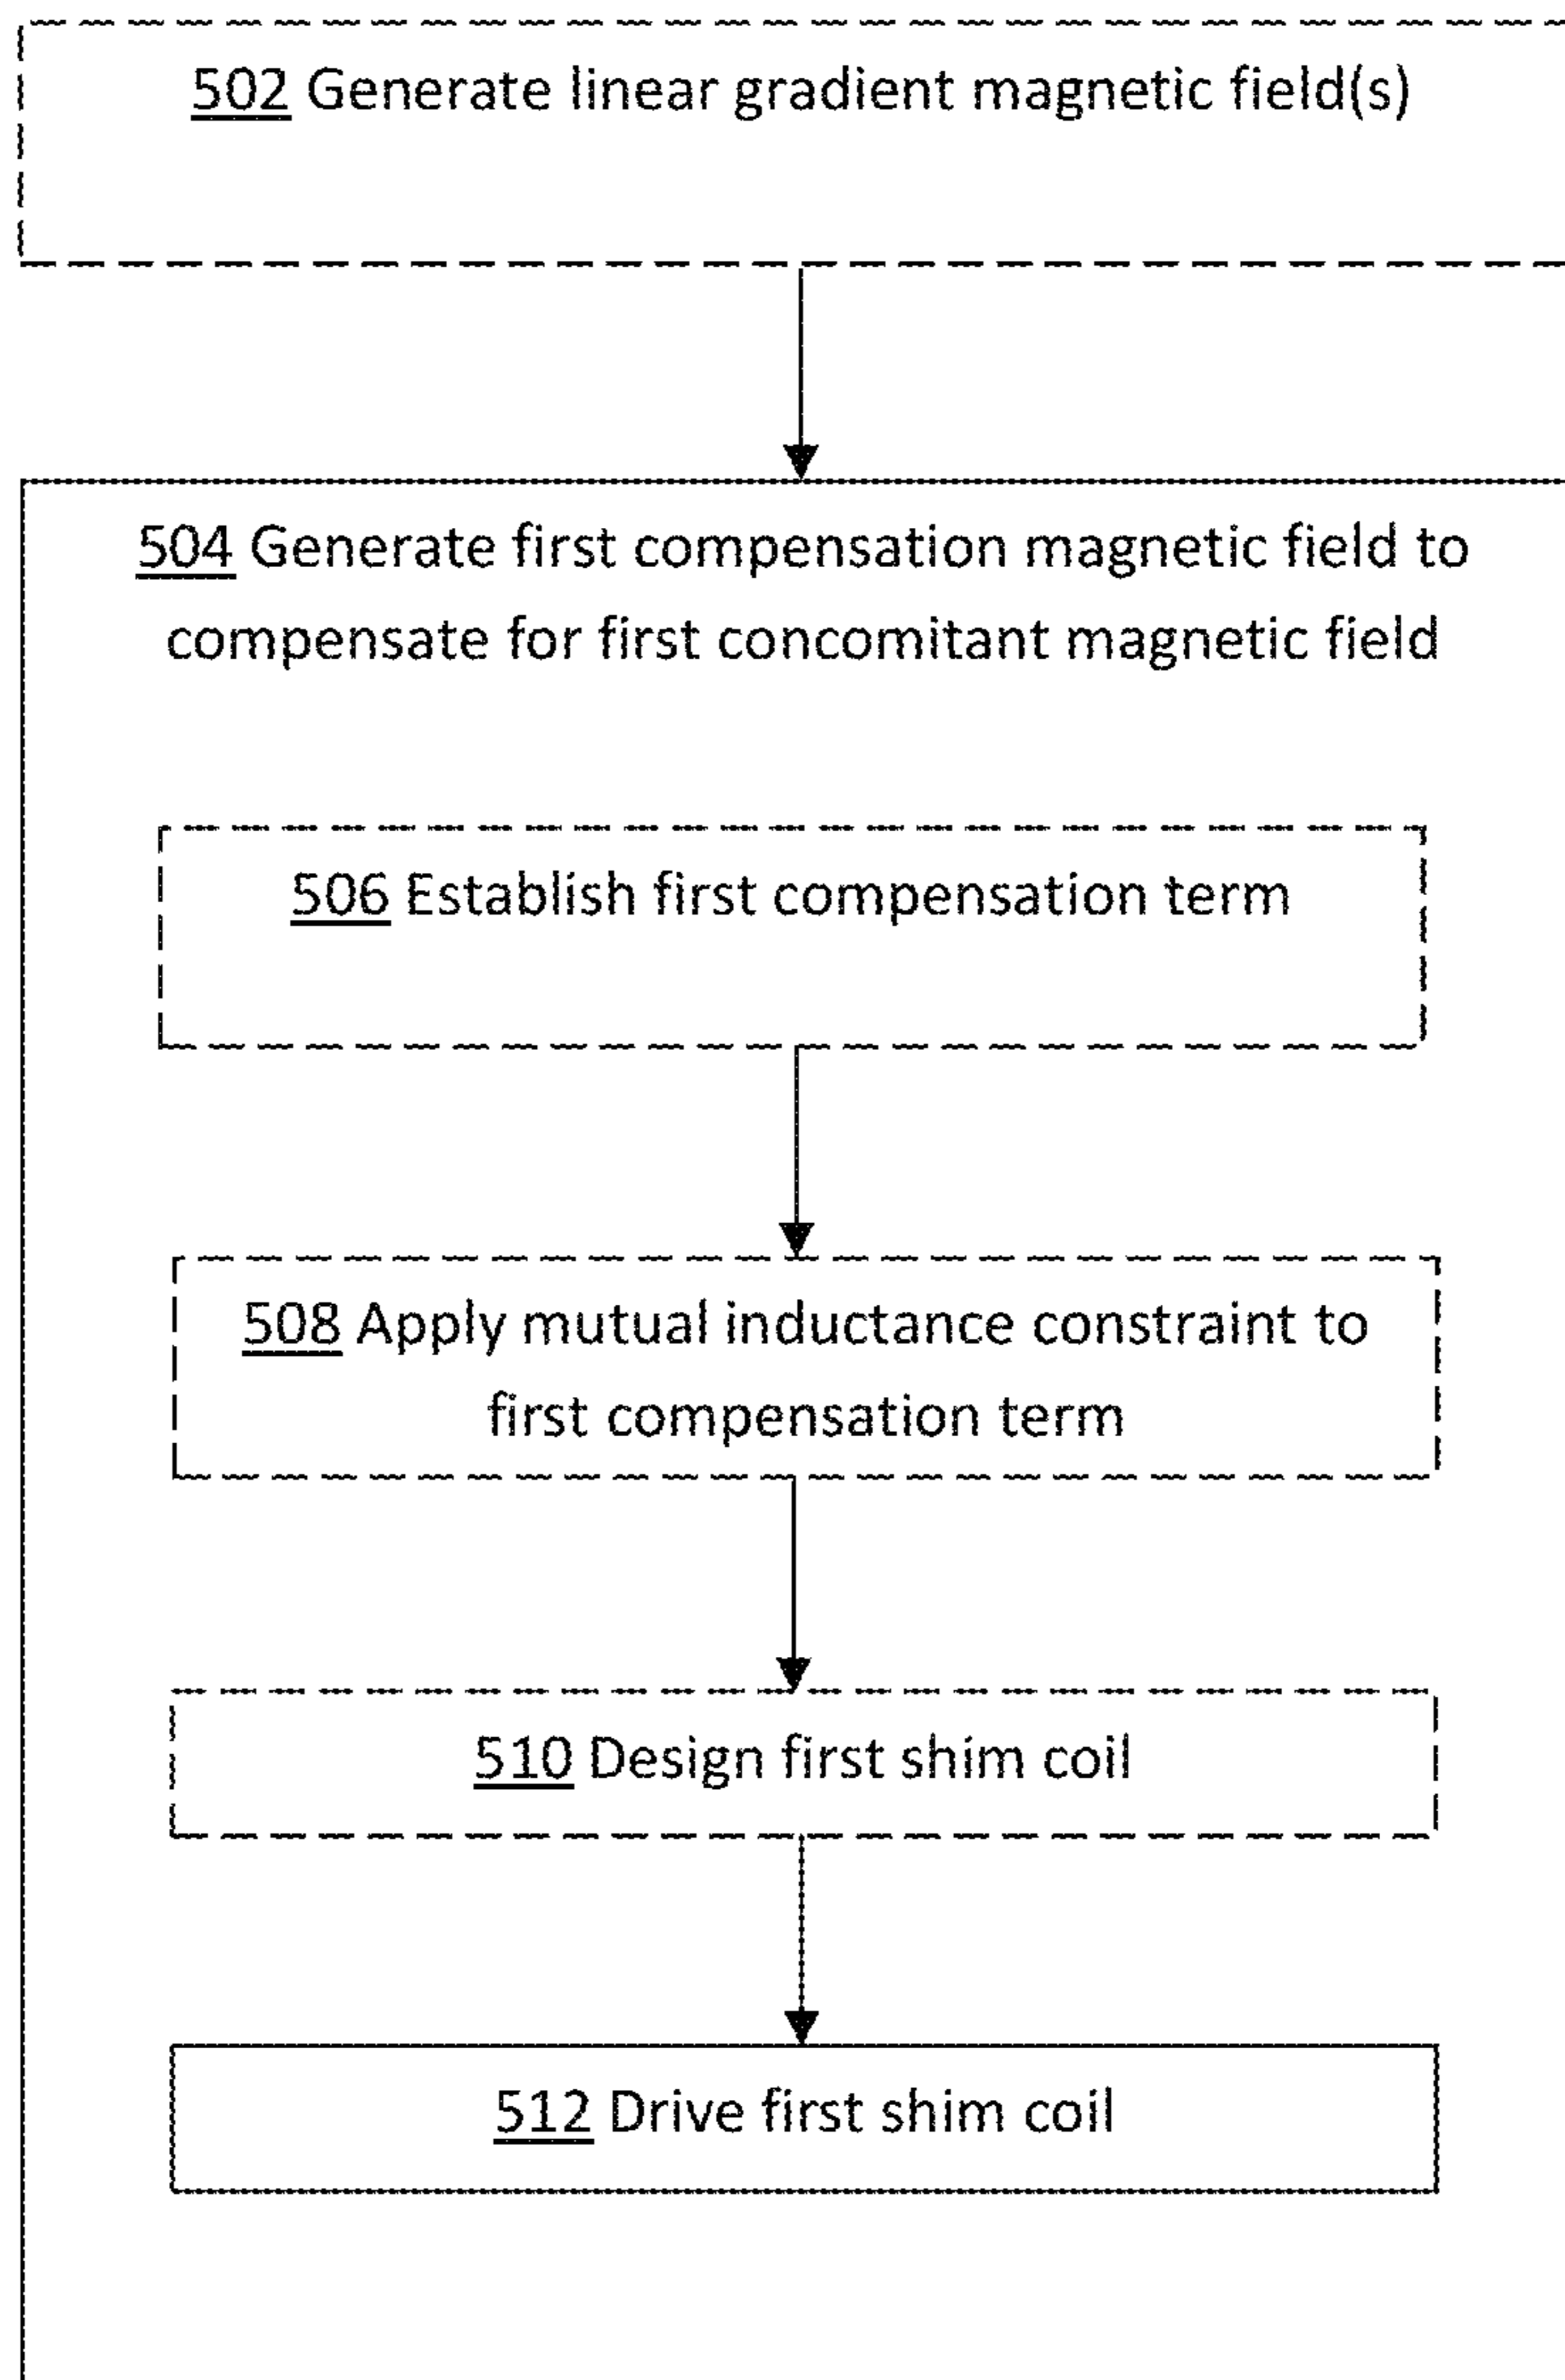 502 Generate linear gradient magnetic field(s)
504 Generate first compensation magnetic field to
compensate for first concomitant magnetic field
506 Establish first compensation term
508 Apply mutual inductance constraint to
first compensation term
510 Design first shim coil
512 Drive first shim coil